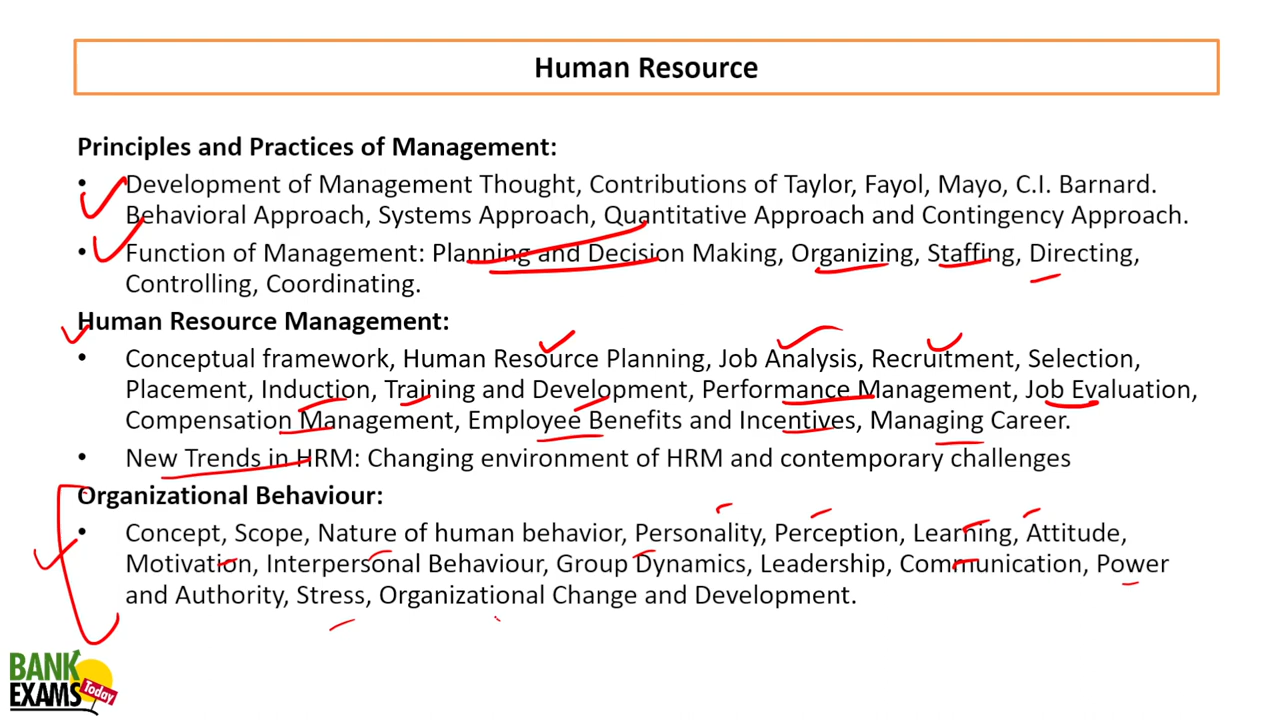 Human Resource
Principles and Practices of Management:
• Development of Management Thought, Contributions of Taylor, Fayol, Mayo, C.I. Barnard.
Behavioral Approach, Systems Approach, Quantitative Approach and Contingency Approach.
• Function of Management: Planning and Decision Making, Organizing, Staffing, Directing,
Controlling, Coordinating.
Human Resource Management:
• Conceptual framework, Human Resource Planning, Job Analysis, Recruitment, Selection,
Placement, Induction, Training and Development, Performance Management, Job Evaluation,
Compensation Management, Employee Benefits and Incentives, Managing Career.
• New Trends in HRM: Changing environment of HRM and contemporary challenges
Organizational Behaviour:
• Concept, Scope, Nature of human behavior, Personality, Perception, Learning, Attitude,
Motivation, Interpersonal Behaviour, Group Dynamics, Leadership, Communication, Power
and Authority, Stress, Organizational Change and Development.
BANK
EXAMS Today